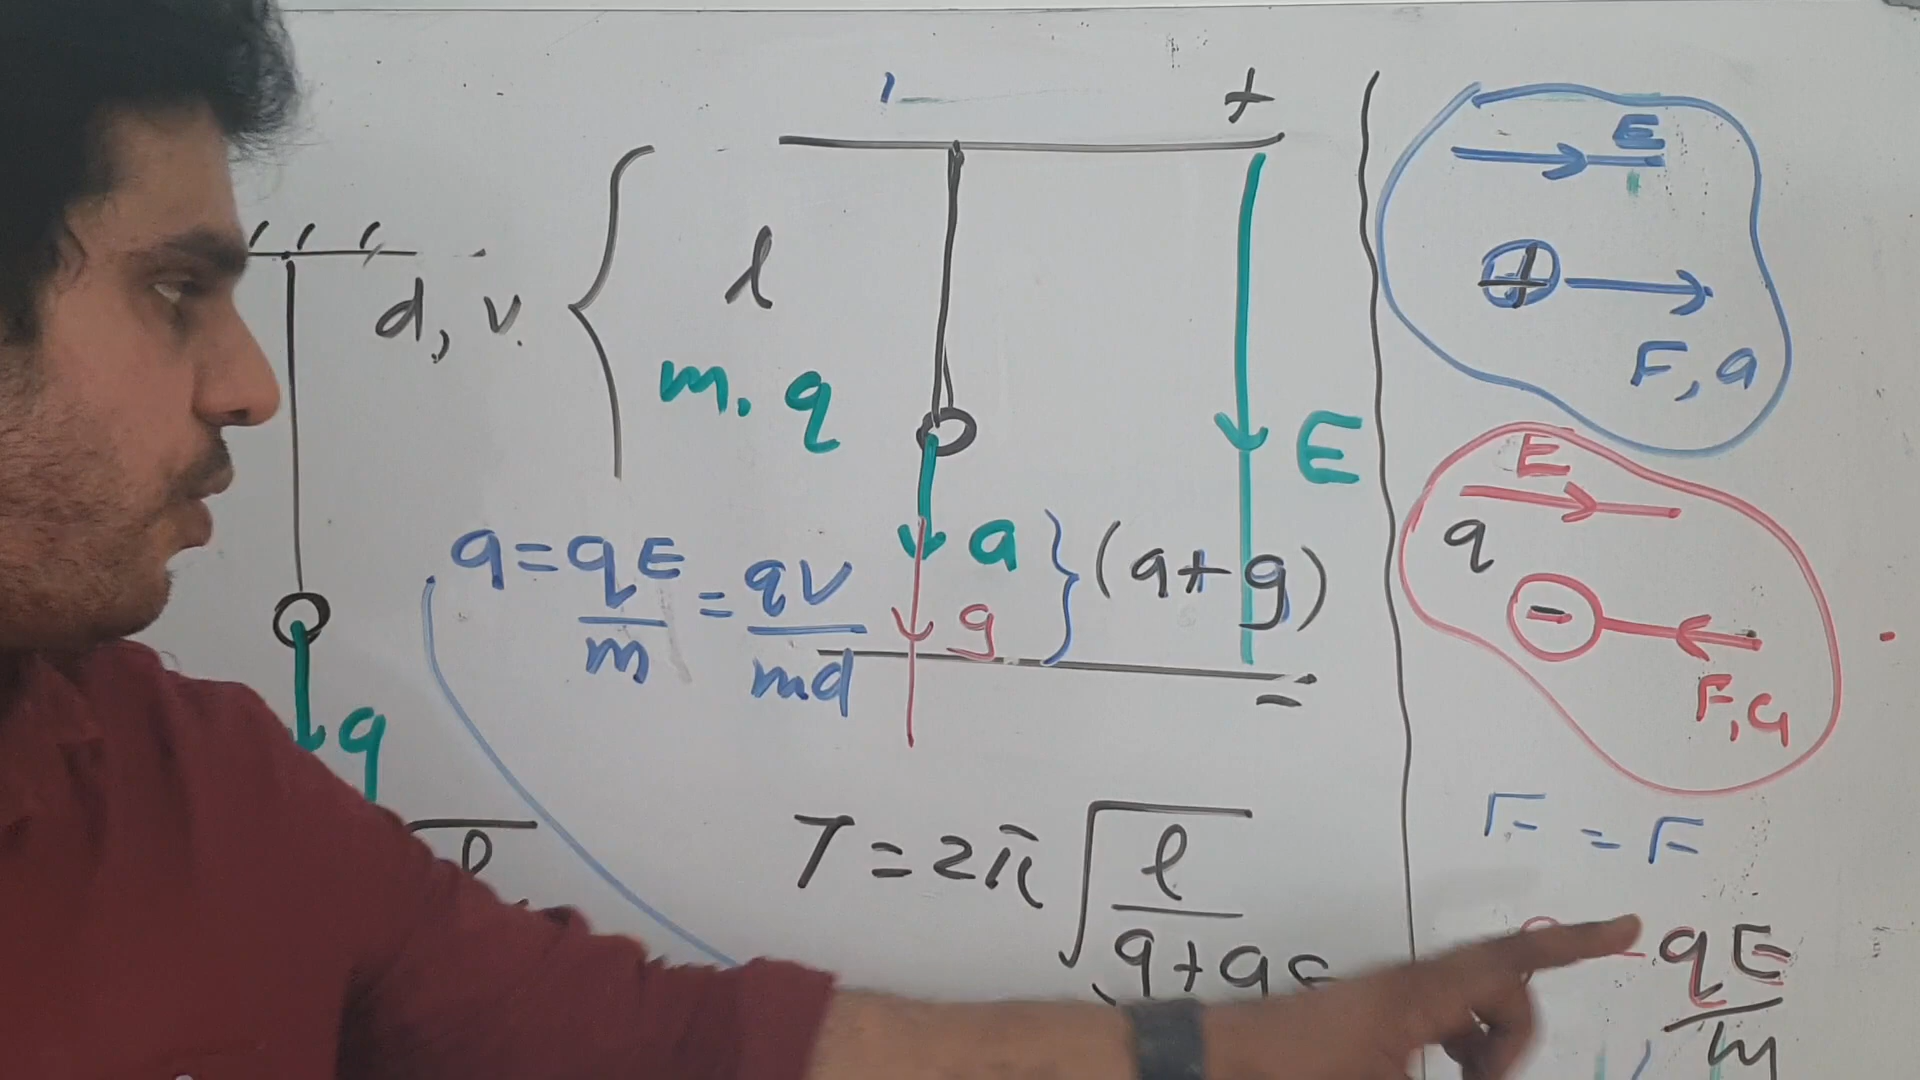 +
d, v.
l
m, q
E
a = qE/m = qV/md
a
g
(a+g)
-
g
l
T = 2π √(l/g+q
E
+
F, a
E
q
-
F, a
F = F
qE/m